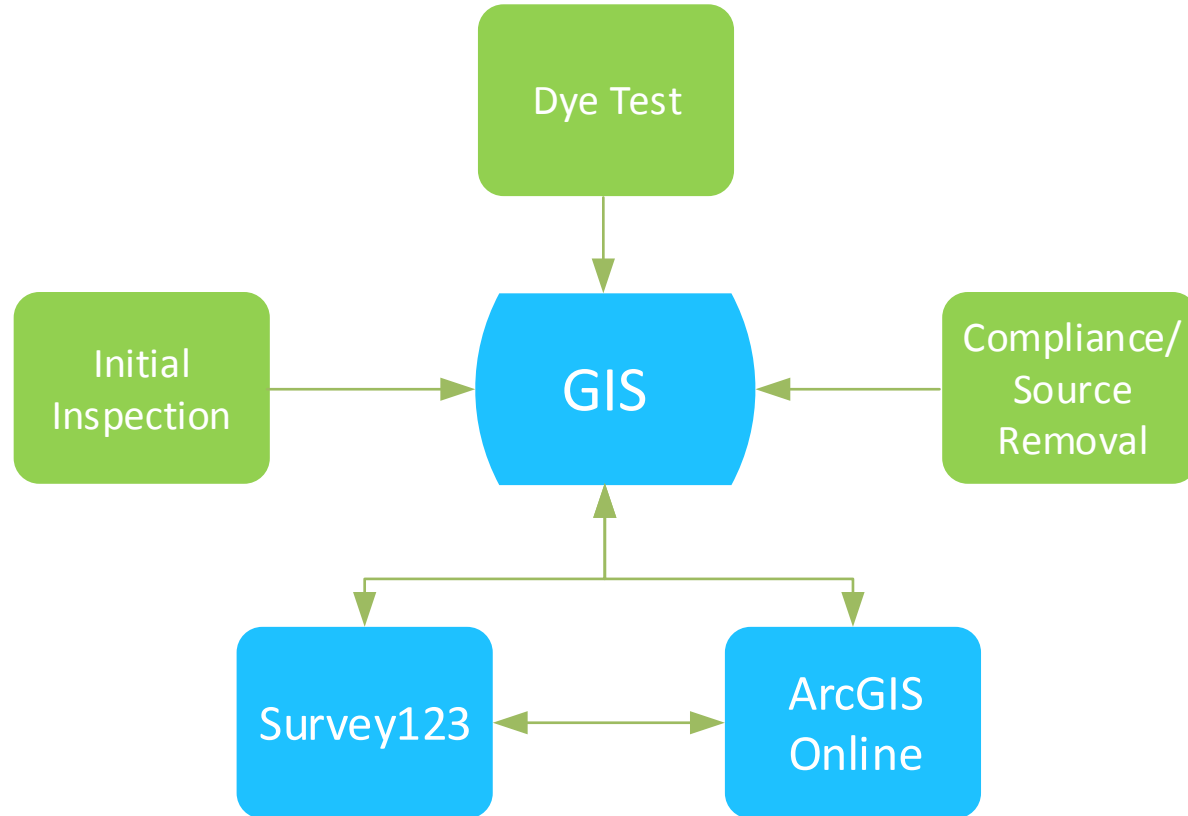 Dye Test
Initial
Inspection
GIS
Compliance/
Source
Removal
Survey123
ArcGIS
Online